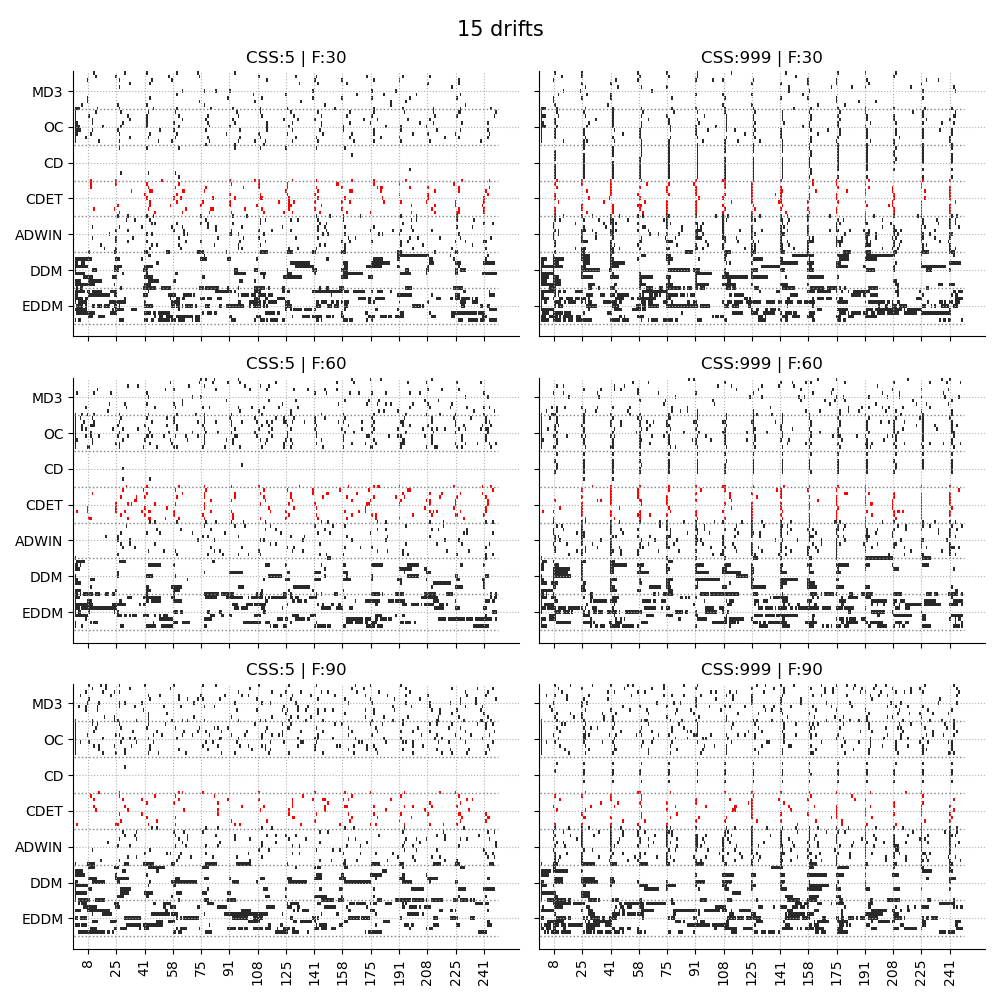 15 drifts
CSS:5 | F:30
CSS:999 | F:30
MD3
OC
CD
CDET
ADWIN
DDM
EDDM
CSS:5 | F:60
CSS:999 | F:60
MD3
OC
CD
CDET
ADWIN
DDM
EDDM
CSS:5 | F:90
CSS:999 | F:90
MD3
OC
CD
CDET
ADWIN
DDM
EDDM
8 25 41 58 75 91 108 125 141 158 175 191 208 225 241
8 25 41 58 75 91 108 125 141 158 175 191 208 225 241